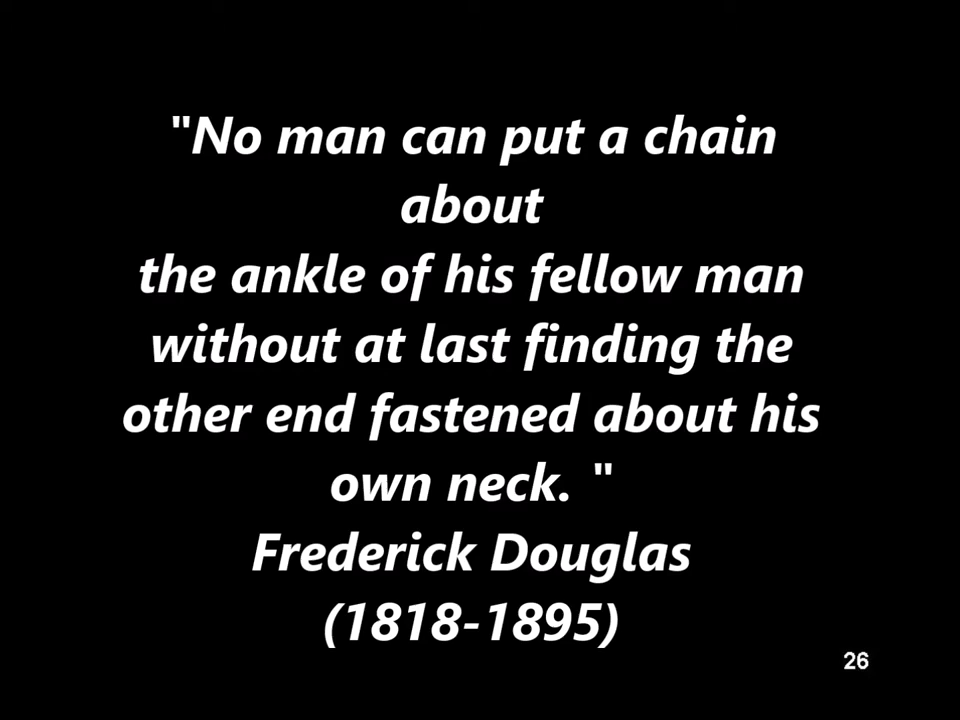 "No man can put a chain
about
the ankle of his fellow man
without at last finding the
other end fastened about his
own neck. "
Frederick Douglas
(1818-1895)
26